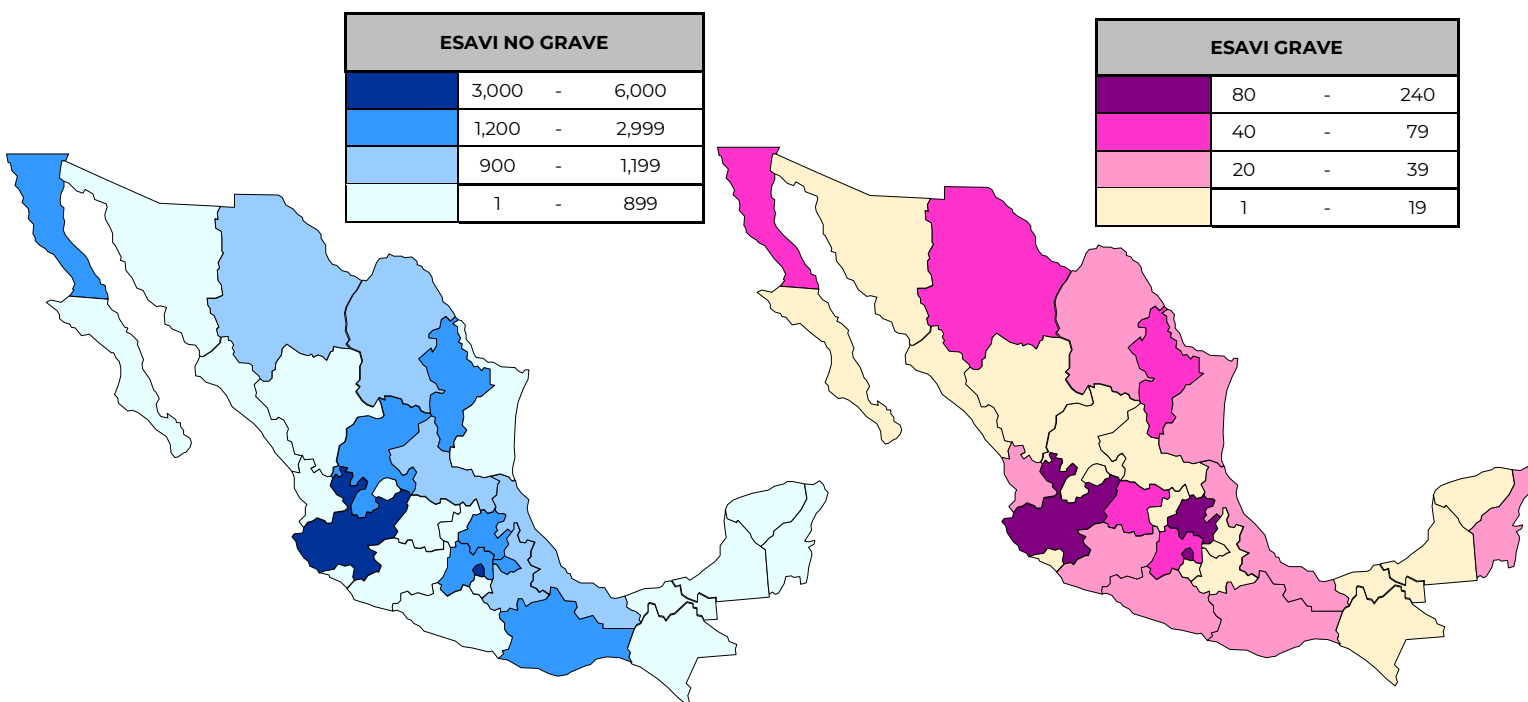 ESAVI NO GRAVE
3,000 - 6,000
1,200 - 2,999
900 - 1,199
1 - 899
ESAVI GRAVE
80 - 240
40 - 79
20 - 39
1 - 19